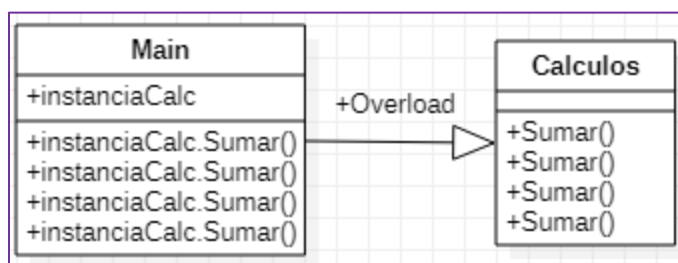 Main
+instanciaCalc
+instanciaCalc.Sumar()
+instanciaCalc.Sumar()
+instanciaCalc.Sumar()
+instanciaCalc.Sumar()
+Overload
Calculos
+Sumar()
+Sumar()
+Sumar()
+Sumar()